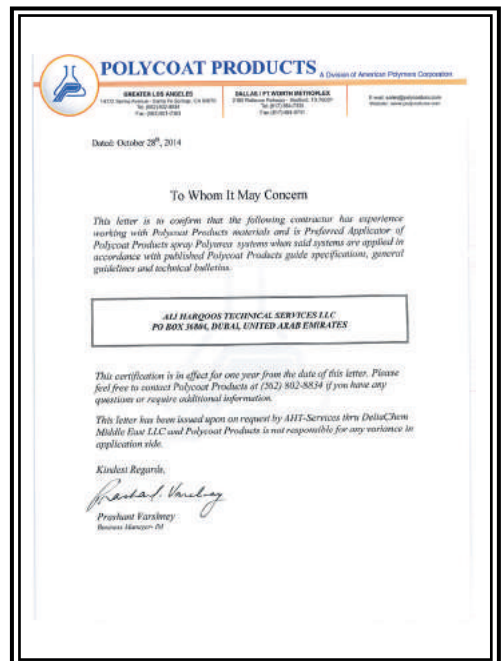 POLYCOAT PRODUCTS A Division of American Polymers Corporation
GREATER LOS ANGELES
DALLAS / FT WORTH METROPLEX
Dated: October 28th, 2014
To Whom It May Concern
This letter is to confirm that the following contractor has experience
working with Polycoat Products materials and is Preferred Applicator of
Polycoat Products spray Polyurea systems when said systems are applied in
accordance with published Polycoat Products guide specifications, general
guidelines and technical bulletins.
ALI HARQOOS TECHNICAL SERVICES LLC
PO BOX 36864, DUBAI, UNITED ARAB EMIRATES
This certification is in effect for one year from the date of this letter. Please
feel free to contact Polycoat Products at (562) 802-8834 if you have any
questions or require additional information.
This letter has been issued upon on request by AHT-Services thru DeltaChem
Middle East LLC and Polycoat Products is not responsible for any variance in
application side.
Kindest Regards,
Prashant Varshney
Business Manager-